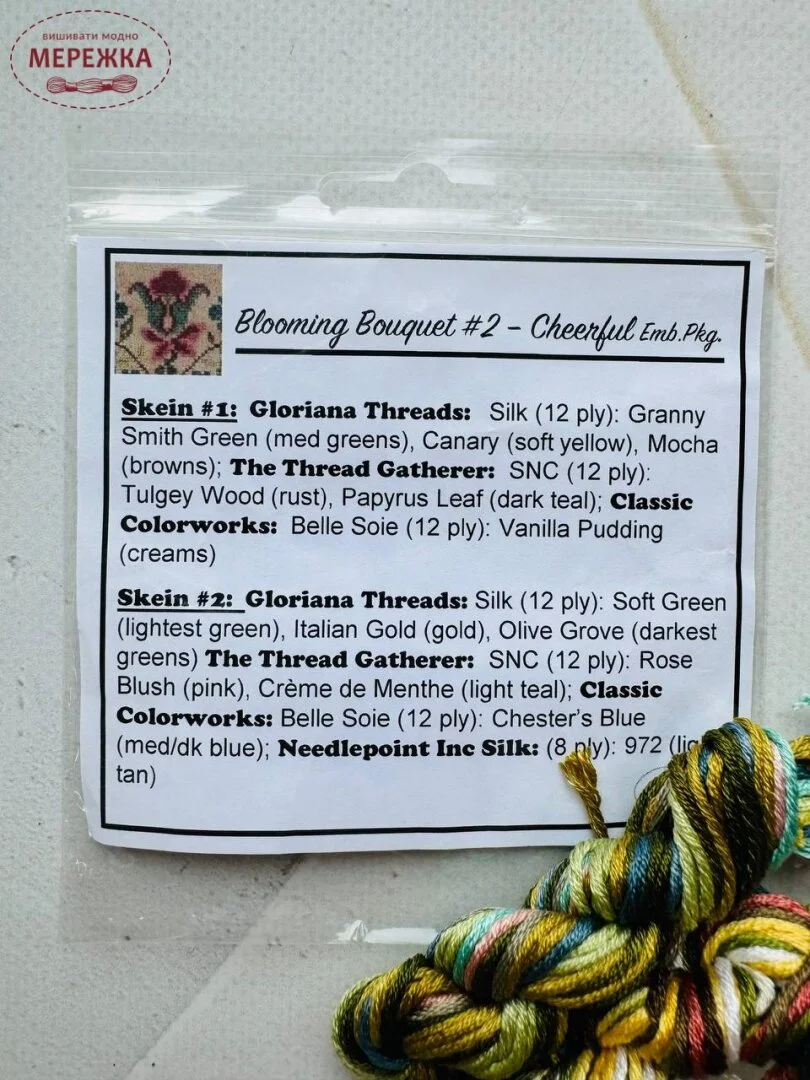 вишивати модно
МЕРЕЖКА
Blooming Bouquet #2 – Cheerful Emb.Pkg.
Skein #1: Gloriana Threads: Silk (12 ply): Granny
Smith Green (med greens), Canary (soft yellow), Mocha
(browns); The Thread Gatherer: SNC (12 ply):
Tulgey Wood (rust), Papyrus Leaf (dark teal); Classic
Colorworks: Belle Soie (12 ply): Vanilla Pudding
(creams)
Skein #2: Gloriana Threads: Silk (12 ply): Soft Green
(lightest green), Italian Gold (gold), Olive Grove (darkest
greens) The Thread Gatherer: SNC (12 ply): Rose
Blush (pink), Crème de Menthe (light teal); Classic
Colorworks: Belle Soie (12 ply): Chester's Blue
(med/dk blue); Needlepoint Inc Silk: (8 ply): 972
tan)